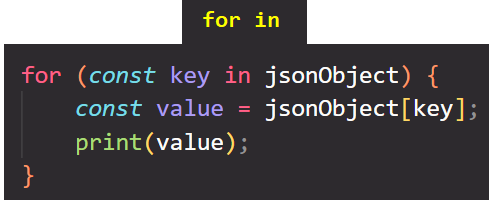 for in
for (const key in jsonObject) {
    const value = jsonObject[key];
    print(value);
}